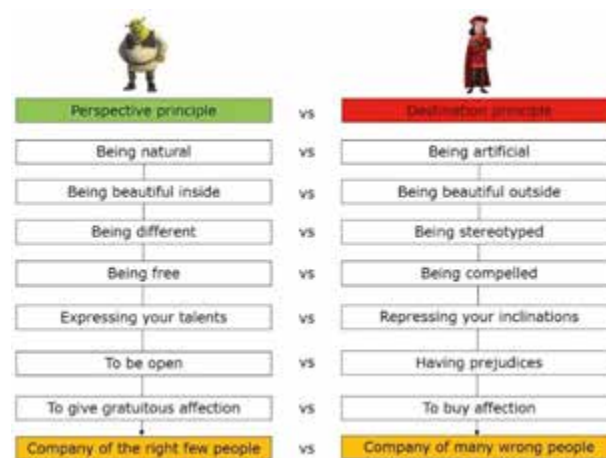 Perspective principle vs Destination principle
Being natural vs Being artificial
Being beautiful inside vs Being beautiful outside
Being different vs Being stereotyped
Being free vs Being compelled
Expressing your talents vs Repressing your inclinations
To be open vs Having prejudices
To give gratuitous affection vs To buy affection
Company of the right few people vs Company of many wrong people